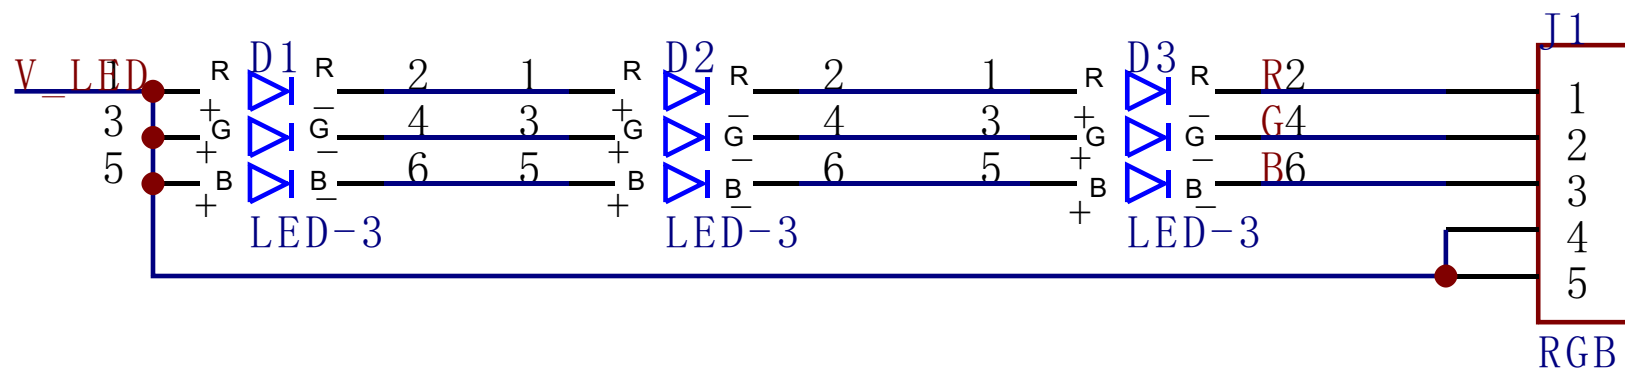 D1 D2 D3 J1
V_LED 1 R R 2 1 R R 2 1 R R R2 1
+ - + - + -
3 G G 4 3 G G 4 3 G G G4 2
+ - + - + -
5 B B 6 5 B B 6 5 B B B6 3
+ - + - + -
LED-3 LED-3 LED-3 4
5
RGB